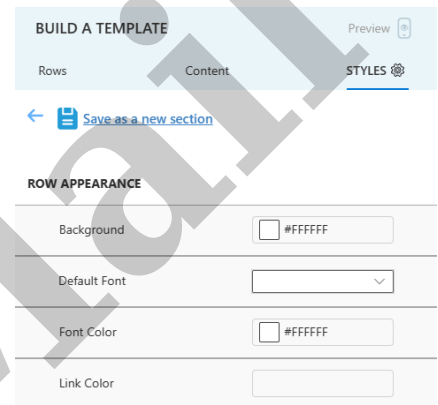 BUILD A TEMPLATE Preview
Rows Content STYLES
Save as a new section
ROW APPEARANCE
Background #FFFFFF
Default Font
Font Color #FFFFFF
Link Color